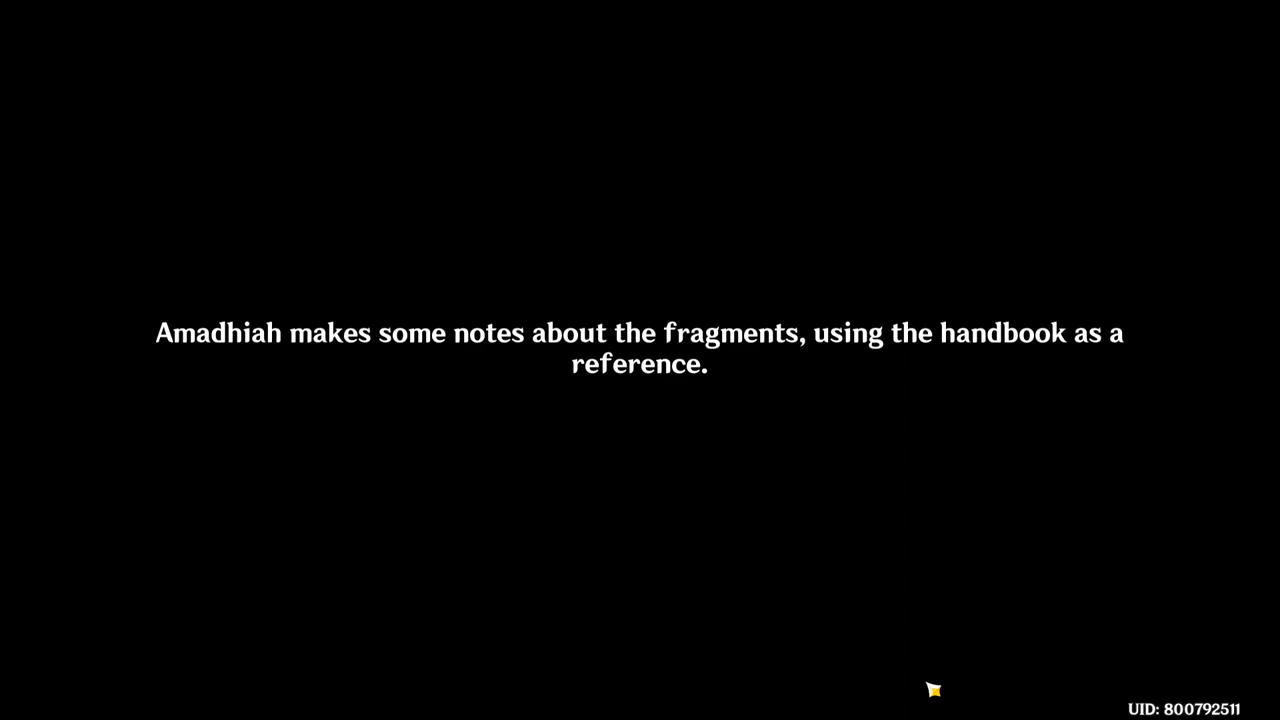 Amadhiah makes some notes about the fragments, using the handbook as a
reference.
UID: 800792511